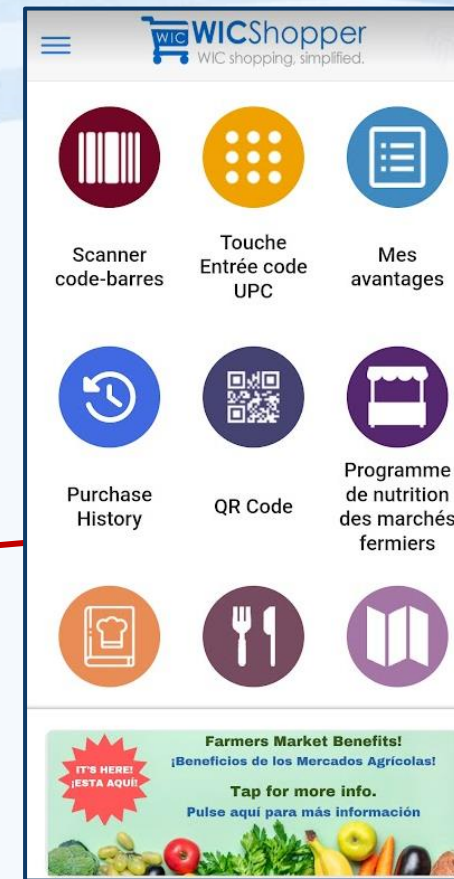 WIC
WICShopper
WIC shopping, simplified.
Scanner
code-barres
Touche
Entrée code
UPC
Mes
avantages
Purchase
History
QR Code
Programme
de nutrition
des marchés
fermiers
IT'S HERE!
¡ESTA AQUÍ!
Farmers Market Benefits!
¡Beneficios de los Mercados Agrícolas!
Tap for more info.
Pulse aquí para más información